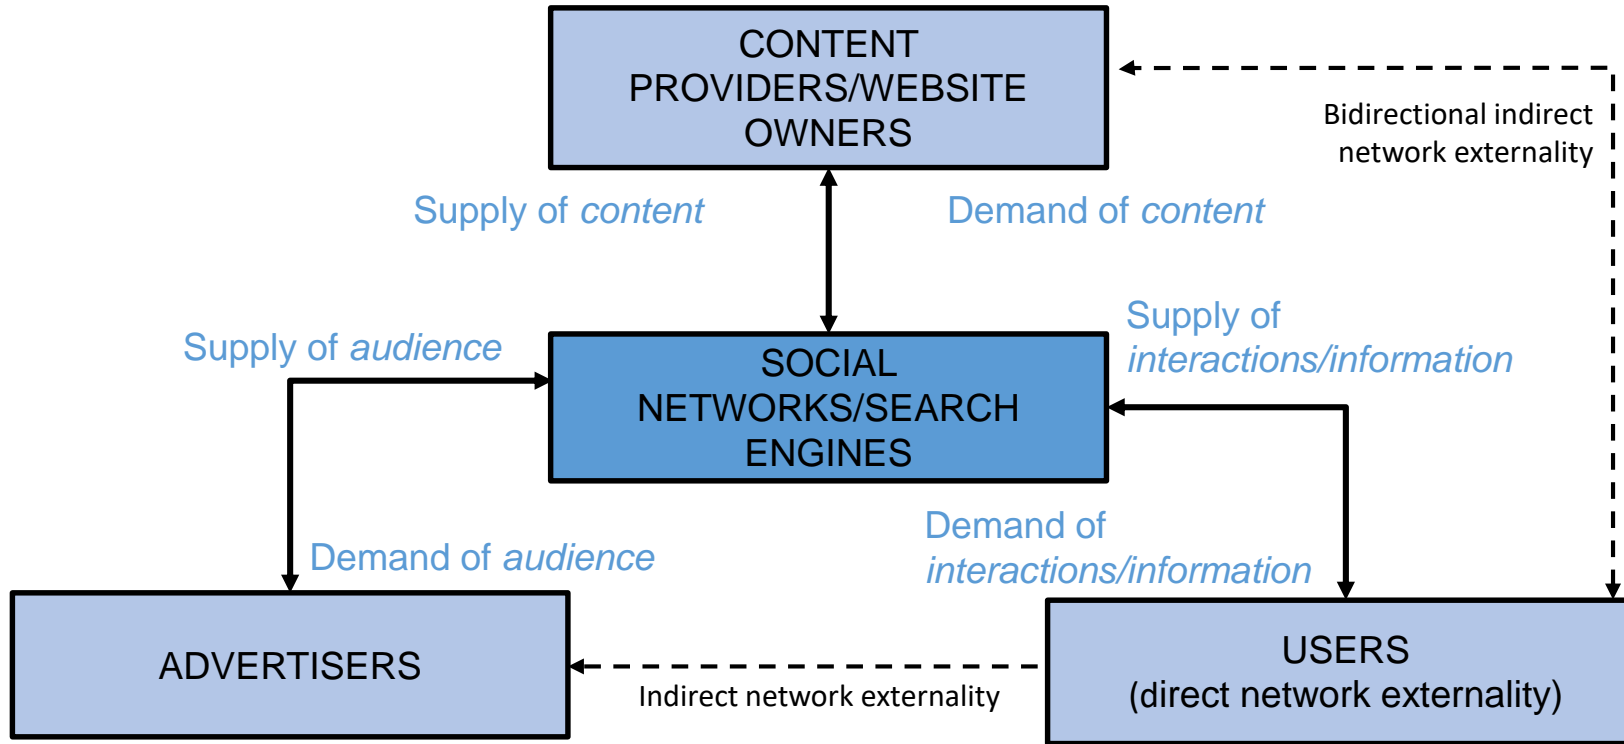 CONTENT
PROVIDERS/WEBSITE
OWNERS
Bidirectional indirect
network externality
Supply of content
Demand of content
Supply of audience
SOCIAL
NETWORKS/SEARCH
ENGINES
Supply of
interactions/information
Demand of audience
Demand of
interactions/information
ADVERTISERS
Indirect network externality
USERS
(direct network externality)